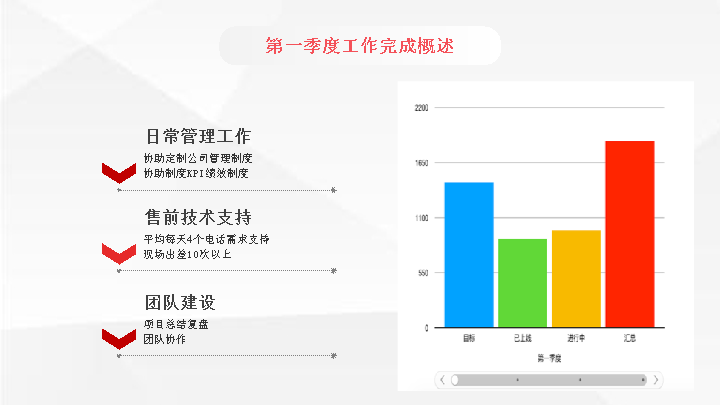 第一季度工作完成概述
日常管理工作
协助定制公司管理制度
协助制度KPI绩效制度
售前技术支持
平均每天4个电话需求支持
现场出差10次以上
团队建设
项目总结复盘
团队协作
2200
1650
1100
550
0
目标
已上线
进行中
汇总
第一季度